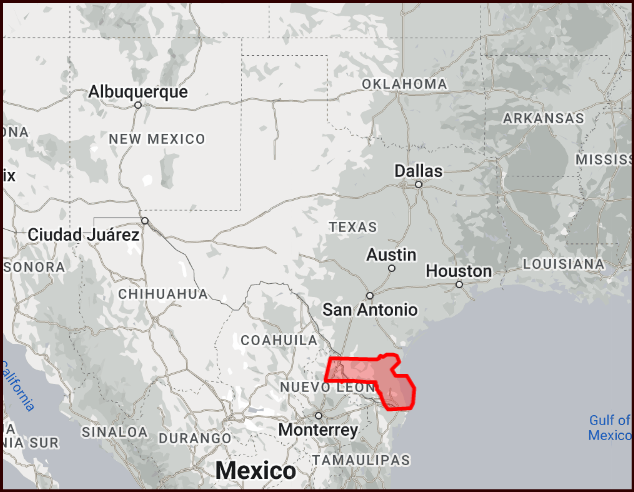 OKLAHOMA
Albuquerque
ARKANSAS
ONA
NEW MEXICO
MISSISS
Dallas
ix
TEXAS
Ciudad Juárez
Austin
SONORA
Houston
LOUISIANA
CHIHUAHUA
San Antonio
COAHUILA
California
NUEVO LEON
Gulf of
Mexico
SINALOA
Monterrey
NIA SUR
DURANGO
TAMAULIPAS
Mexico